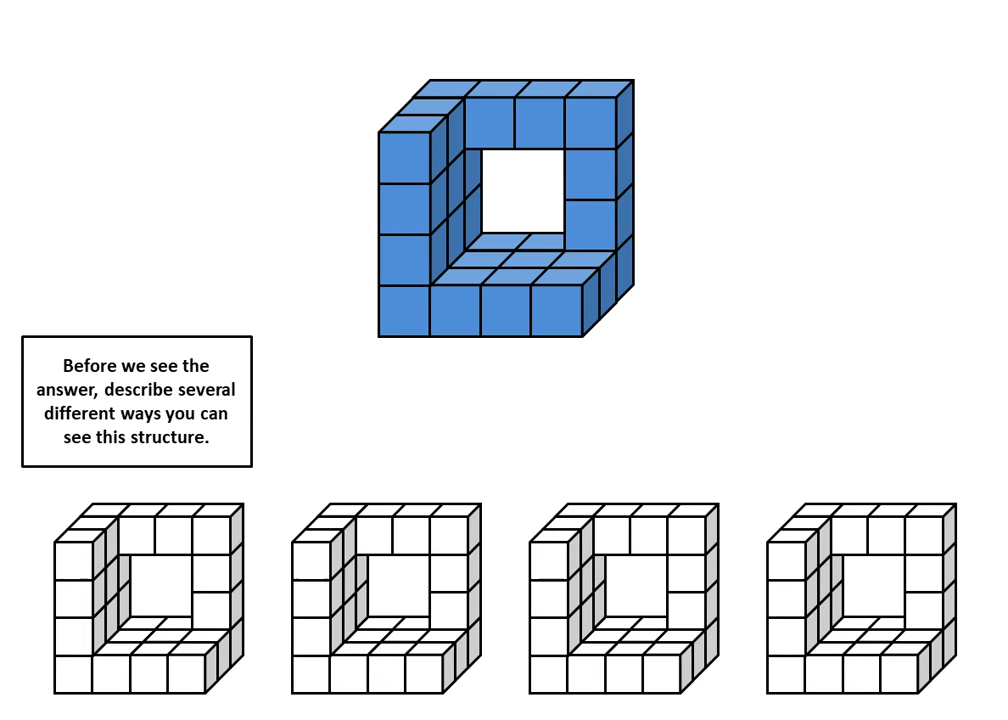 Before we see the
answer, describe several
different ways you can
see this structure.